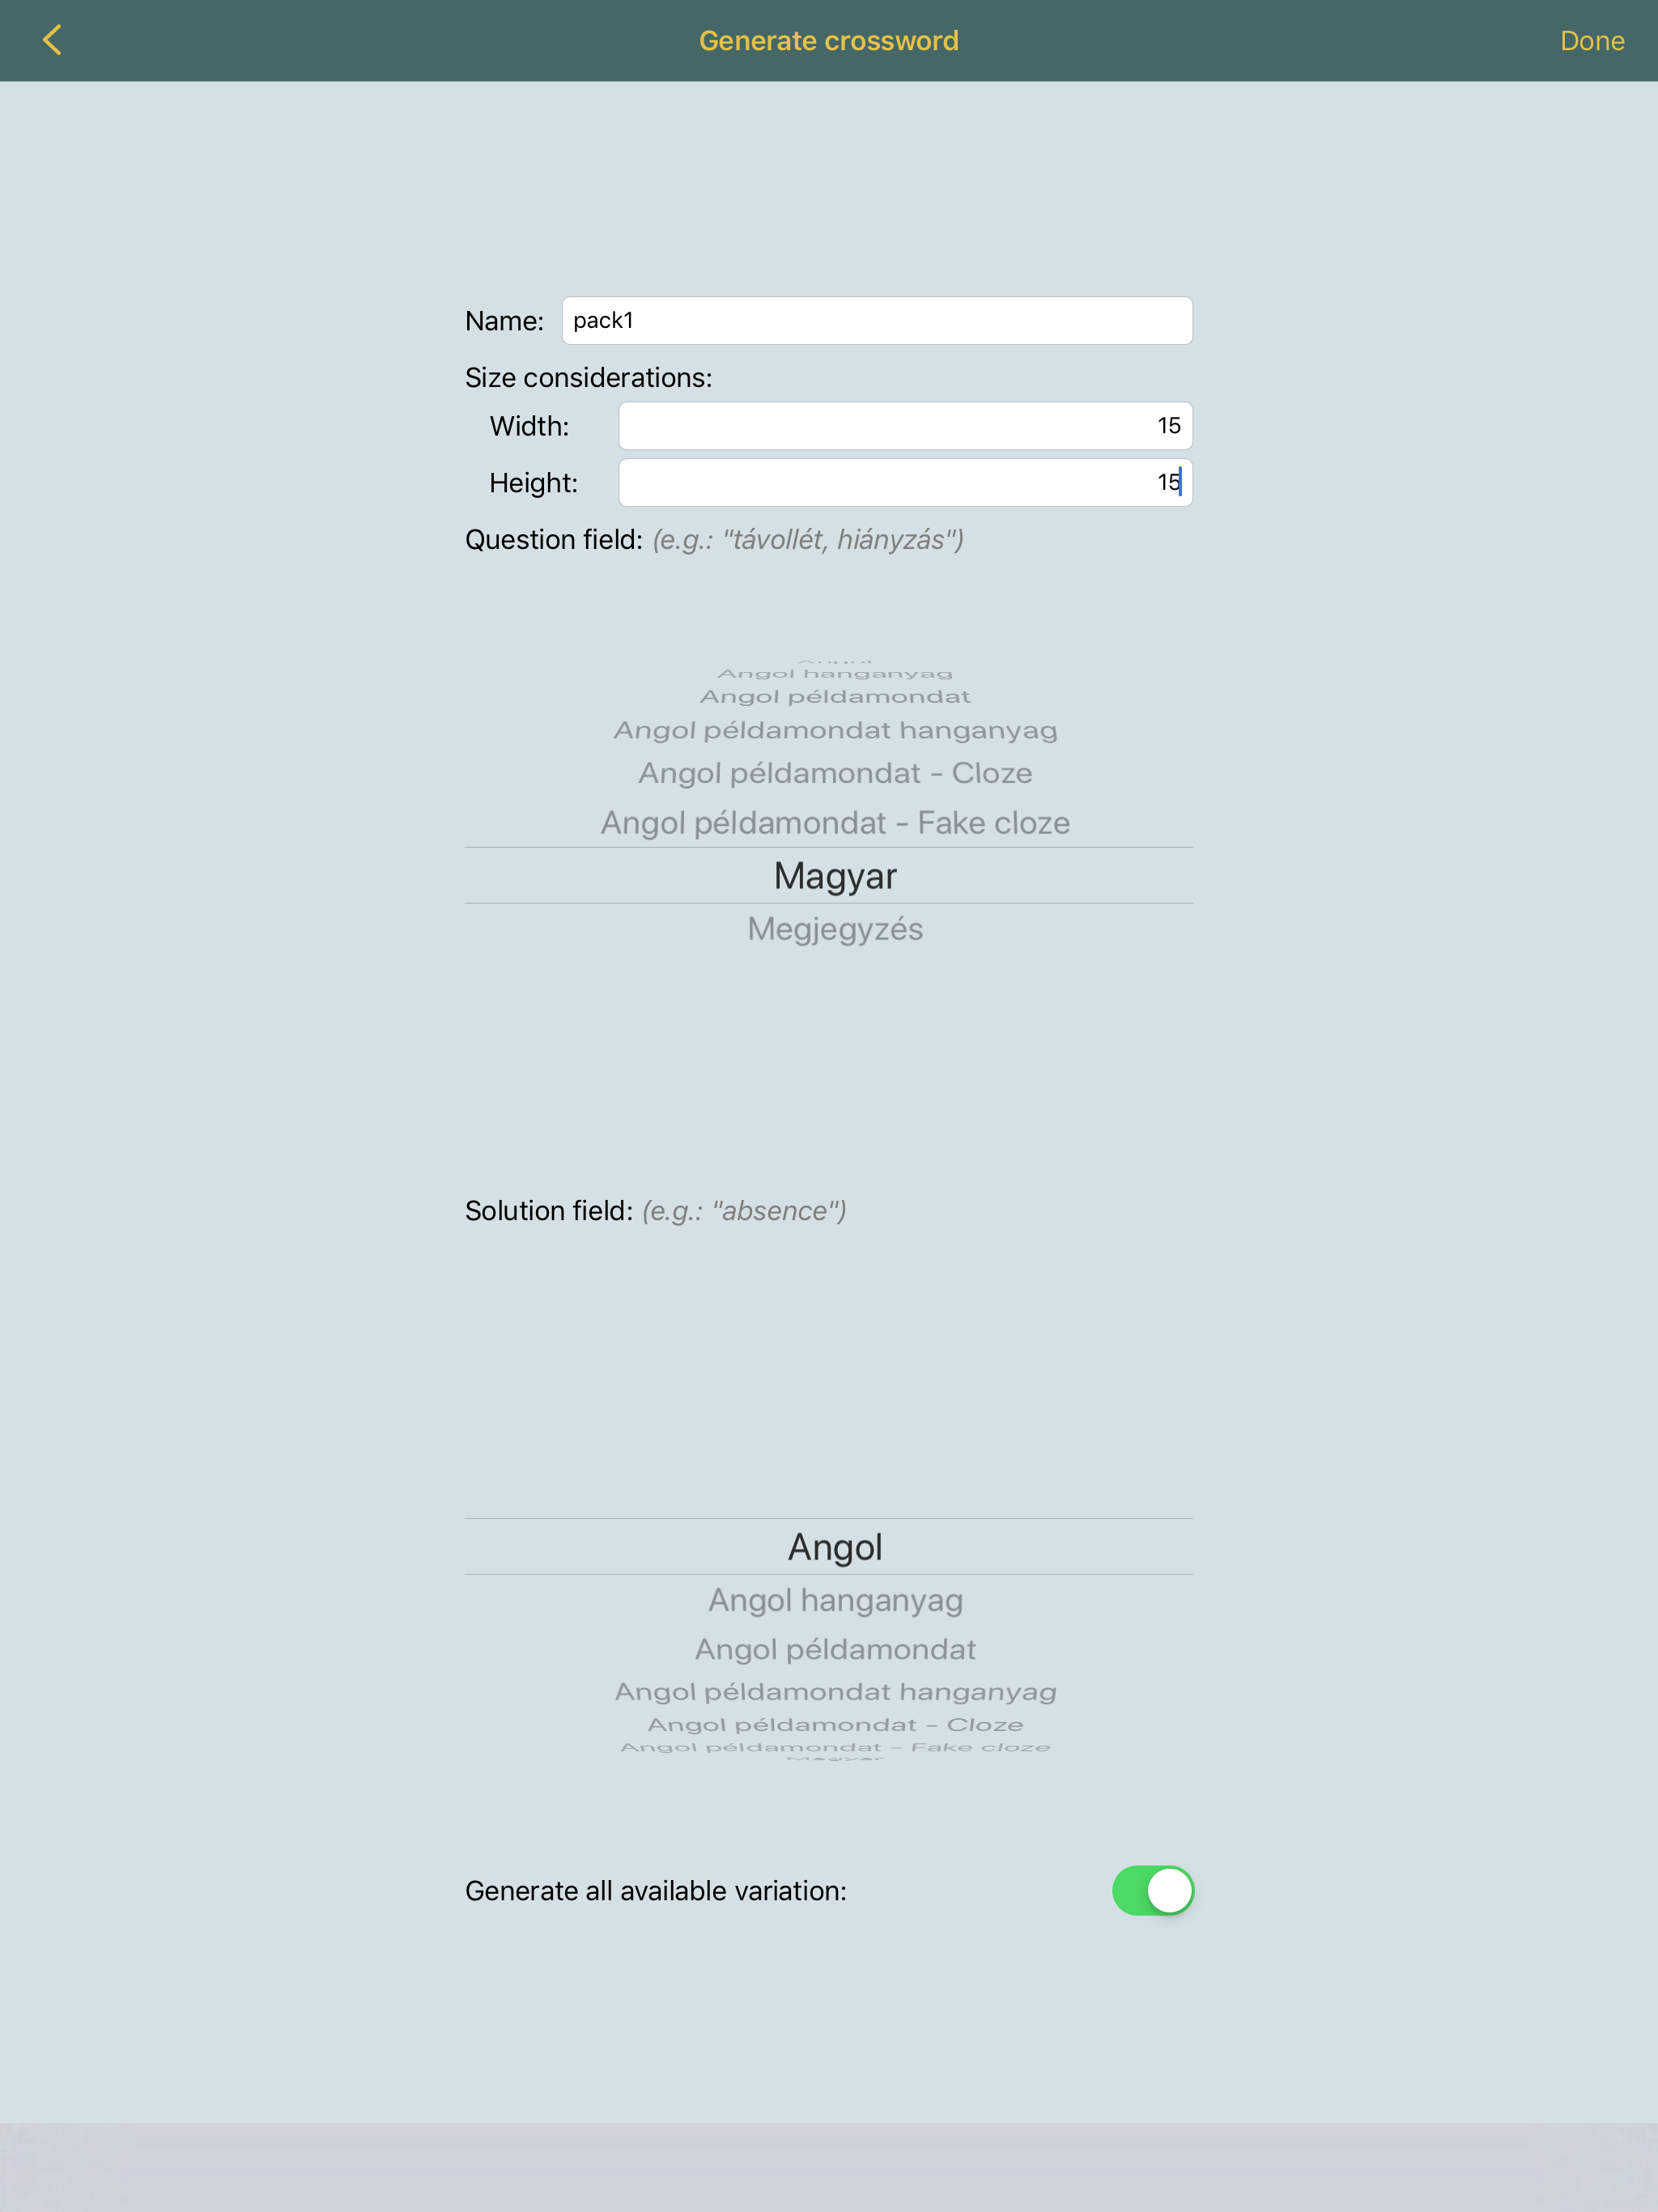 Generate crossword
Done
Name: pack1
Size considerations:
Width: 15
Height: 15
Question field: (e.g.: "távollét, hiányzás")
Angol hanganyag
Angol példamondat
Angol példamondat hanganyag
Angol példamondat - Cloze
Angol példamondat - Fake cloze
Magyar
Megjegyzés
Solution field: (e.g.: "absence")
Angol
Angol hanganyag
Angol példamondat
Angol példamondat hanganyag
Angol példamondat - Cloze
Angol példamondat - Fake cloze
Magyar
Generate all available variation: